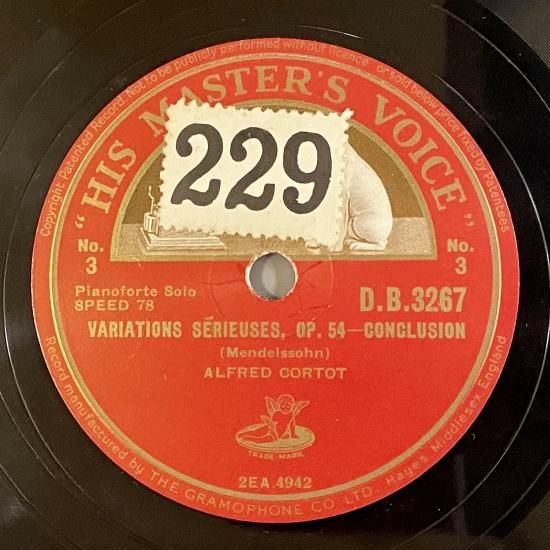 Copyright Patented Record. Not to be publicly performed without licence or sold below price fixed by Patentees
"HIS MASTER'S VOICE"
229
No. 3
No. 3
Pianoforte Solo
SPEED 78
D.B.3267
VARIATIONS SÉRIEUSES, OP. 54—CONCLUSION
(Mendelssohn)
ALFRED CORTOT
TRADE MARK
2EA 4942
Record manufactured by THE GRAMOPHONE CO LTD. Hayes, Middlesex, England